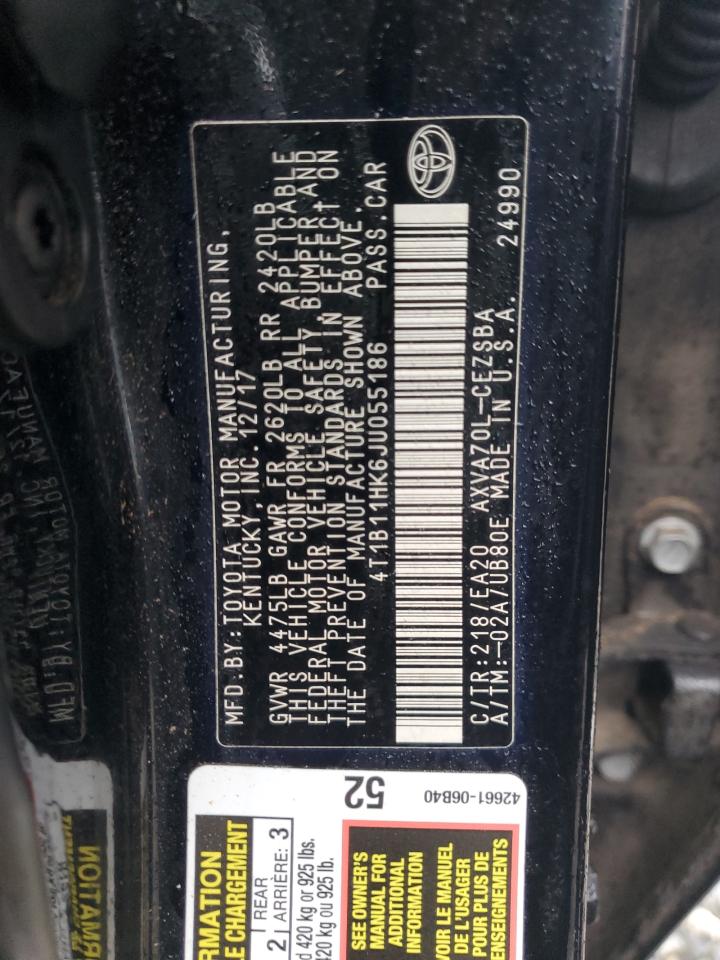 MFD.BY:TOYOTA MOTOR MANUFACTURING,
KENTUCKY,INC.12/17
GVWR 4475LB GAWR FR 2620LB RR 2420LB
THIS VEHICLE CONFORMS TO ALL APPLICABLE
FEDERAL MOTOR VEHICLE SAFETY,BUMPER,AND
THEFT PREVENTION STANDARDS IN EFFECT ON
THE DATE OF MANUFACTURE SHOWN ABOVE.
4T1B11HK6JU055186 PASS.CAR
C/TR:218/EA20 AXVA70L-CEZSBA
A/TM:-02A/UB80E MADE IN U.S.A. 24990
52
42661-06B40
RMATION
E CHARGEMENT
2 REAR
ARRIÈRE: 3
d 420 kg or 925 lbs.
420 kg ou 925 lb.
SEE OWNER'S
MANUAL FOR
ADDITIONAL
INFORMATION
VOIR LE MANUEL
DE L'USAGER
POUR PLUS DE